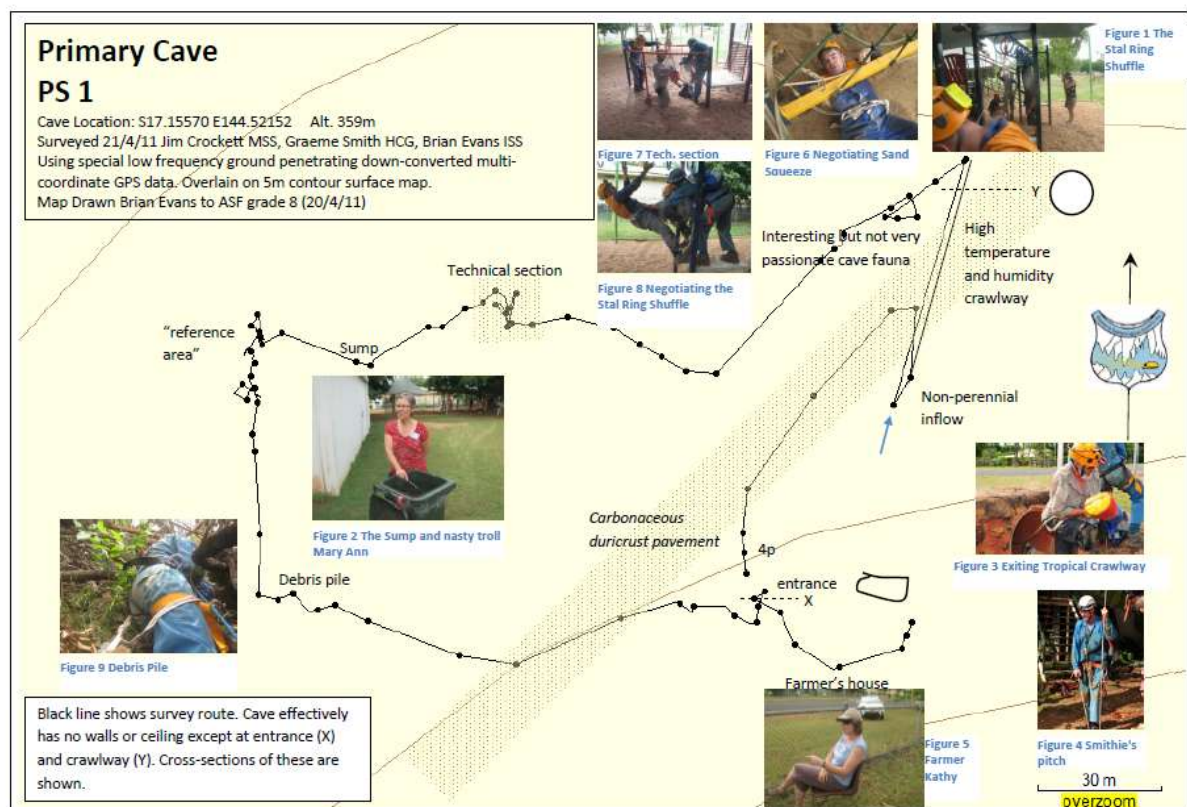 Primary Cave
PS 1
Cave Location: S17.15570 E144.52152 Alt. 359m
Surveyed 21/4/11 Jim Crockett MSS, Graeme Smith HCG, Brian Evans ISS
Using special low frequency ground penetrating down-converted multi-
coordinate GPS data. Overlain on 5m contour surface map.
Map Drawn Brian Evans to ASF grade 8 (20/4/11)
Figure 7 Tech. section
Figure 6 Negotiating Sand
Squeeze
Figure 1 The
Stal Ring
Shuffle
Figure 8 Negotiating the
Stal Ring Shuffle
Interesting but not very
passionate cave fauna
Y
High
temperature
and humidity
crawlway
Technical section
"reference
area"
Sump
Non-perennial
inflow
Figure 2 The Sump and nasty troll
Mary Ann
Carbonaceous
duricrust pavement
4p
entrance
X
Figure 3 Exiting Tropical Crawlway
Debris pile
Figure 9 Debris Pile
Farmer's house
Figure 5
Farmer
Kathy
Figure 4 Smithie's
pitch
Black line shows survey route. Cave effectively
has no walls or ceiling except at entrance (X)
and crawlway (Y). Cross-sections of these are
shown.
30 m
overzoom